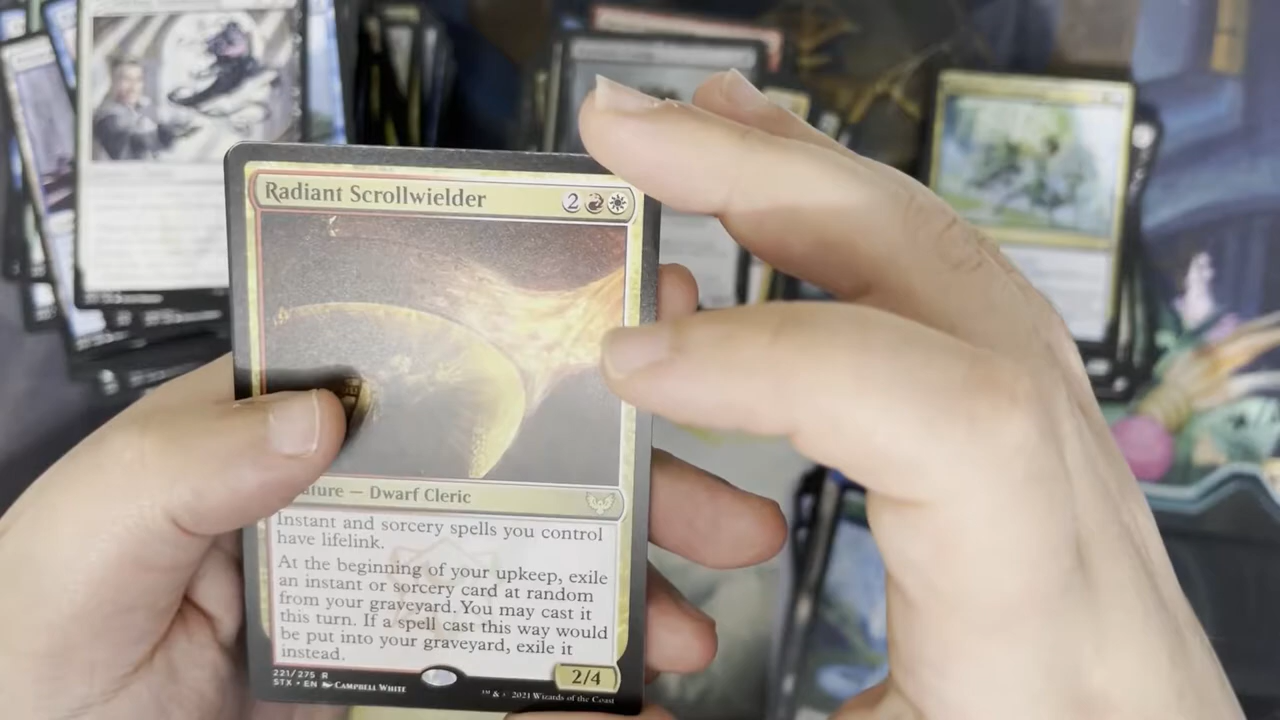 Radiant Scrollwielder 2
Dwarf Cleric
Instant and sorcery spells you control
have lifelink.
At the beginning of your upkeep, exile
an instant or sorcery card at random
from your graveyard. You may cast it
this turn. If a spell cast this way would
be put into your graveyard, exile it
instead.
2/4
221/275 R
STX • EN CAMPBELL WHITE
™ & © 2021 Wizards of the Coast